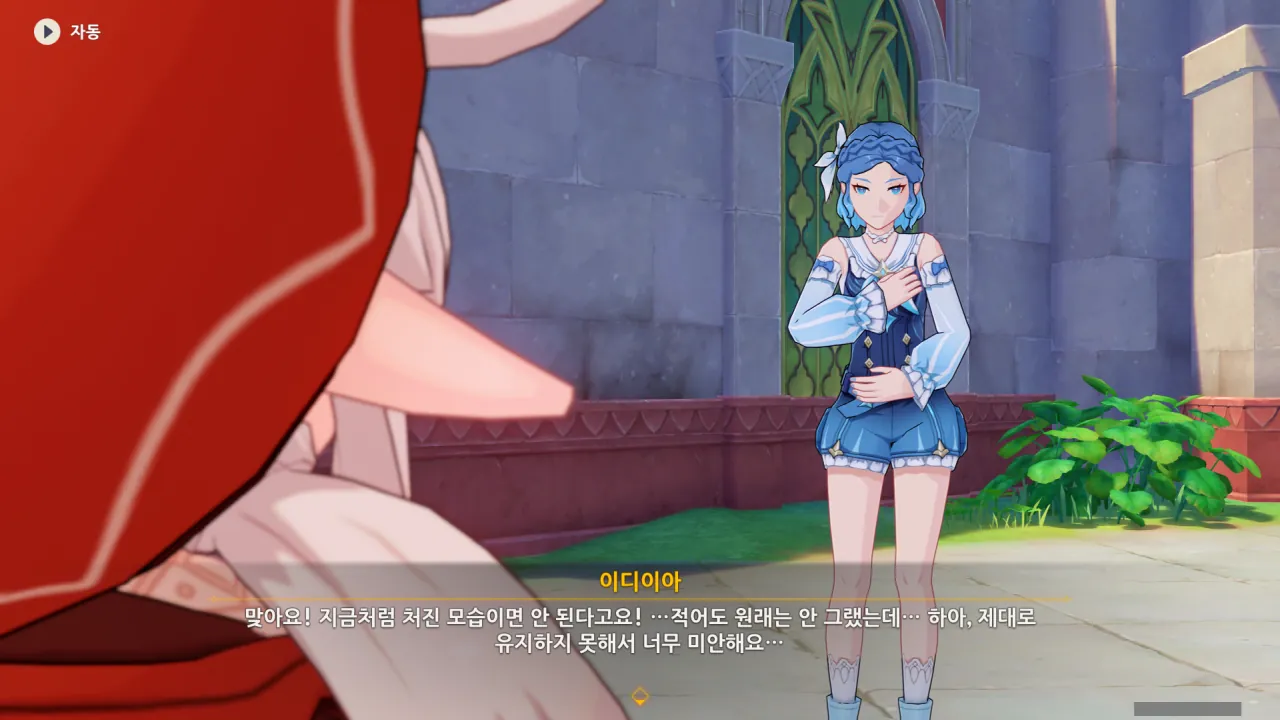 자동
이디이아
맞아요! 지금처럼 처진 모습이면 안 된다고요! …적어도 원래는 안 그랬는데… 하아, 제대로
유지하지 못해서 너무 미안해요…